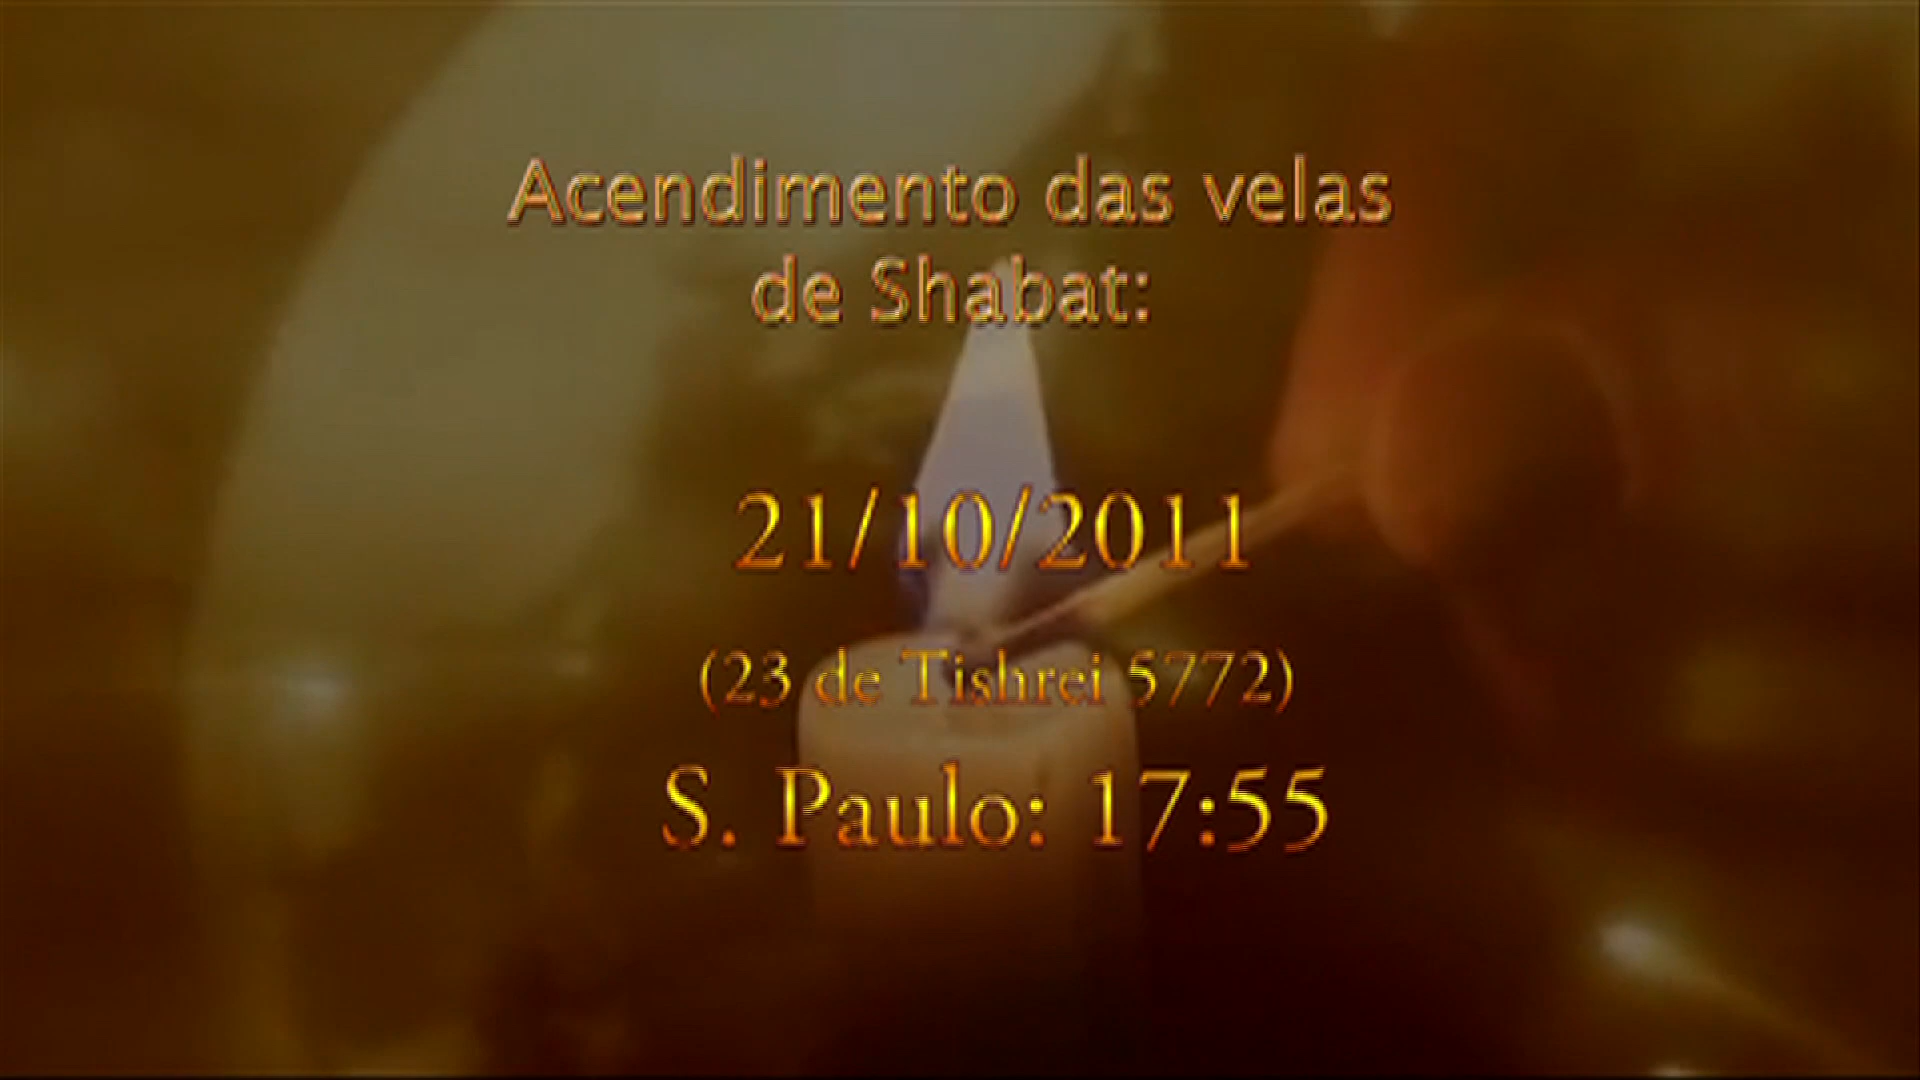 Acendimento das velas
de Shabat:
21/10/2011
(23 de Tishrei 5772)
S. Paulo: 17:55